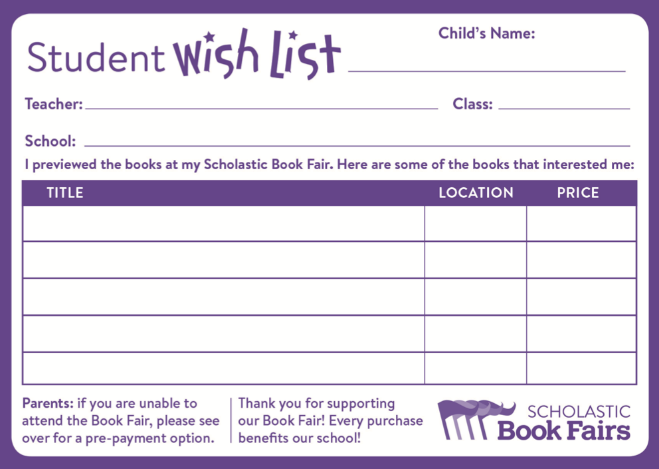 Student Wish List
Child's Name:
Teacher:
Class:
School:
I previewed the books at my Scholastic Book Fair. Here are some of the books that interested me:
TITLE LOCATION PRICE
Parents: if you are unable to
attend the Book Fair, please see
over for a pre-payment option.
Thank you for supporting
our Book Fair! Every purchase
benefits our school!
SCHOLASTIC
Book Fairs